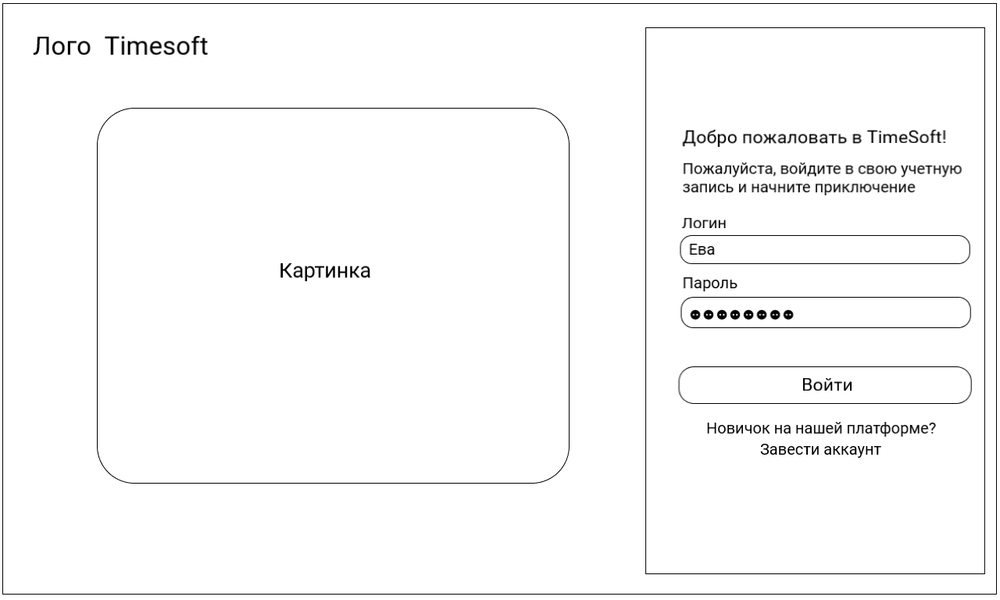 Лого Timesoft
Картинка
Добро пожаловать в TimeSoft!
Пожалуйста, войдите в свою учетную
запись и начните приключение
Логин
Ева
Пароль
Войти
Новичок на нашей платформе?
Завести аккаунт